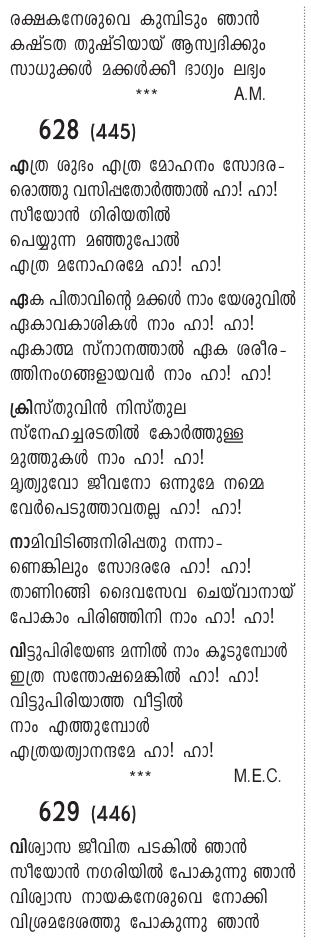 രക്ഷകനേശുവെ കുമ്പിടും ഞാൻ
കഷ്ടത തുഷ്ടിയായ് ആസ്വദിക്കും
സാധുക്കൾ മക്കൾക്കീ ഭാഗ്യം ലഭ്യം
*** A.M.
628 (445)
എത്ര ശുഭം എത്ര മോഹനം സോദര-
രൊത്തു വസിപ്പതോർത്താൽ ഹാ! ഹാ!
സീയോൻ ഗിരിയതിൽ
പെയ്യുന്ന മഞ്ഞുപോൽ
എത്ര മനോഹരമേ ഹാ! ഹാ!
ഏക പിതാവിന്റെ മക്കൾ നാം യേശുവിൽ
ഏകാവകാശികൾ നാം ഹാ! ഹാ!
ഏകാത്മ സ്നാനത്താൽ ഏക ശരീര-
ത്തിനംഗങ്ങളായവർ നാം ഹാ! ഹാ!
ക്രിസ്തുവിൻ നിസ്തുല
സ്നേഹച്ചരടതിൽ കോർത്തുള്ള
മുത്തുകൾ നാം ഹാ! ഹാ!
മൃത്യുവോ ജീവനോ ഒന്നുമേ നമ്മെ
വേർപെടുത്താവതല്ല ഹാ! ഹാ!
നാമിവിടിങ്ങനിരിപ്പതു നന്നാ-
ണെങ്കിലും സോദരരേ ഹാ! ഹാ!
താണിറങ്ങി ദൈവസേവ ചെയ്‌വാനായ്
പോകാം പിരിഞ്ഞിനി നാം ഹാ! ഹാ!
വിട്ടുപിരിയേണ്ട മന്നിൽ നാം കൂടുമ്പോൾ
ഇത്ര സന്തോഷമെങ്കിൽ ഹാ! ഹാ!
വിട്ടുപിരിയാത്ത വീട്ടിൽ
നാം എത്തുമ്പോൾ
എത്രയത്യാനന്ദമേ ഹാ! ഹാ!
*** M.E.C.
629 (446)
വിശ്വാസ ജീവിത പടകിൽ ഞാൻ
സീയോൻ നഗരിയിൽ പോകുന്നു ഞാൻ
വിശ്വാസ നായകനേശുവെ നോക്കി
വിശ്രമദേശത്തു പോകുന്നു ഞാൻ